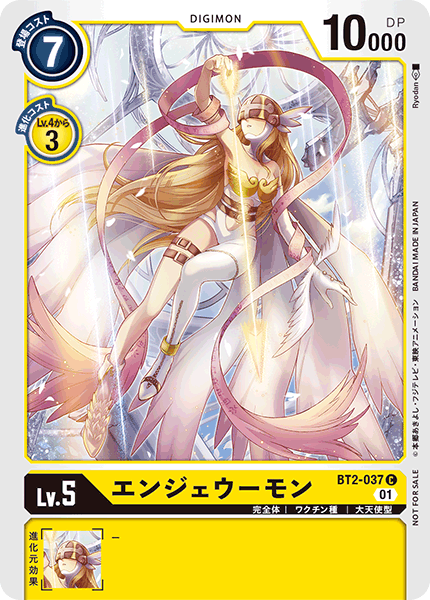 DIGIMON
登場コスト
7
10000
DP
進化コスト
Lv.4から
3
Ryodan
©本郷あきよし・フジテレビ・東映アニメーション BANDAI MADE IN JAPAN
NOT FOR SALE
Lv.5
エンジェウーモン
BT2-037 C
01
完全体 | ワクチン種 | 大天使型
進化元効果
–